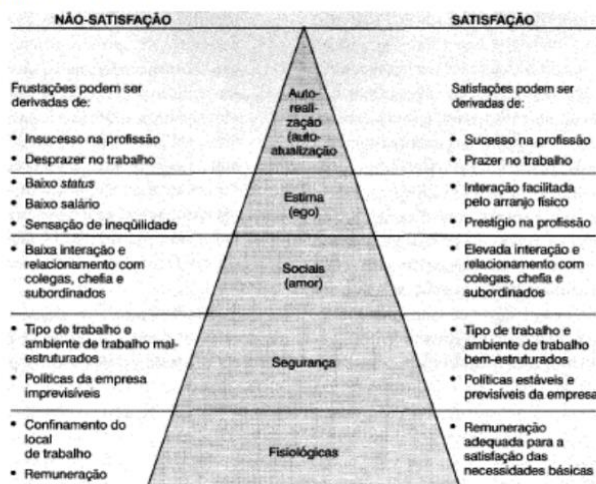 NÃO-SATISFAÇÃO
SATISFAÇÃO
Frustações podem ser
derivadas de:
• Insucesso na profissão
• Desprazer no trabalho
Auto-
reali-
zação
(auto-
atualização
Satisfações podem ser
derivadas de:
• Sucesso na profissão
• Prazer no trabalho
• Baixo status
• Baixo salário
• Sensação de ineqüilidade
Estima
(ego)
• Interação facilitada
pelo arranjo físico
• Prestígio na profissão
• Baixa interação e
relacionamento com
colegas, chefia e
subordinados
Sociais
(amor)
• Elevada interação e
relacionamento com
colegas, chefia e
subordinados
• Tipo de trabalho e
ambiente de trabalho mal-
estruturados
• Políticas da empresa
imprevisíveis
Segurança
• Tipo de trabalho e
ambiente de trabalho
bem-estruturados
• Políticas estáveis e
previsíveis da empresa
• Confinamento do
local
de trabalho
• Remuneração
Fisiológicas
• Remuneração
adequada para a
satisfação das
necessidades básicas